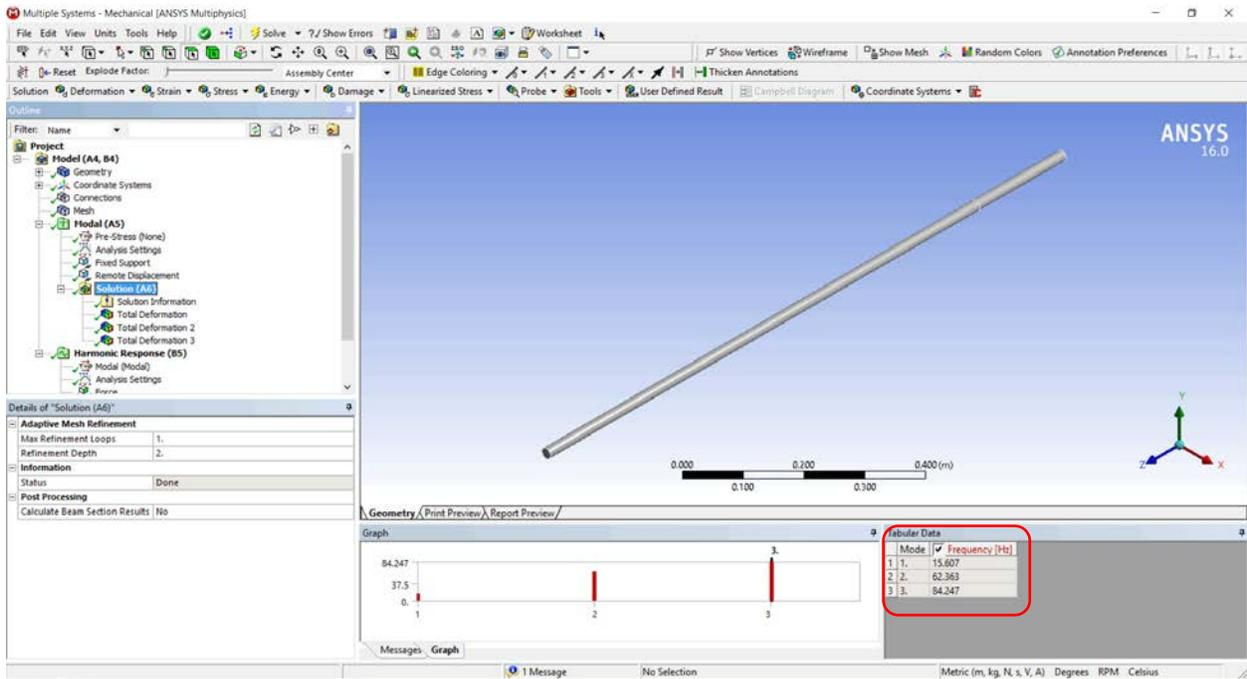 Multiple Systems - Mechanical [ANSYS Multiphysics]
File Edit View Units Tools Help Solve ?/ Show Errors Worksheet
Show Vertices Wireframe Show Mesh Random Colors Annotation Preferences
Reset Explode Factor: Assembly Center Edge Coloring Thicken Annotations
Solution Deformation Strain Stress Energy Damage Linearized Stress Probe Tools User Defined Result Campbell Diagram Coordinate Systems
Outline
Filter: Name
Project
Model (A4, B4)
Geometry
Coordinate Systems
Connections
Mesh
Modal (A5)
Pre-Stress (None)
Analysis Settings
Fixed Support
Remote Displacement
Solution (A6)
Solution Information
Total Deformation
Total Deformation 2
Total Deformation 3
Harmonic Response (B5)
Modal (Modal)
Analysis Settings
Force
Details of "Solution (A6)"
Adaptive Mesh Refinement
Max Refinement Loops 1.
Refinement Depth 2.
Information
Status Done
Post Processing
Calculate Beam Section Results No
ANSYS
16.0
0.000 0.200 0.400 (m)
0.100 0.300
Y
Z X
Geometry Print Preview Report Preview
Graph
3.
84.247
37.5
0.
1 2 3
Messages Graph
Tabular Data
Mode Frequency [Hz]
1 1. 15.607
2 2. 62.363
3 3. 84.247
1 Message No Selection Metric (m, kg, N, s, V, A) Degrees RPM Celsius